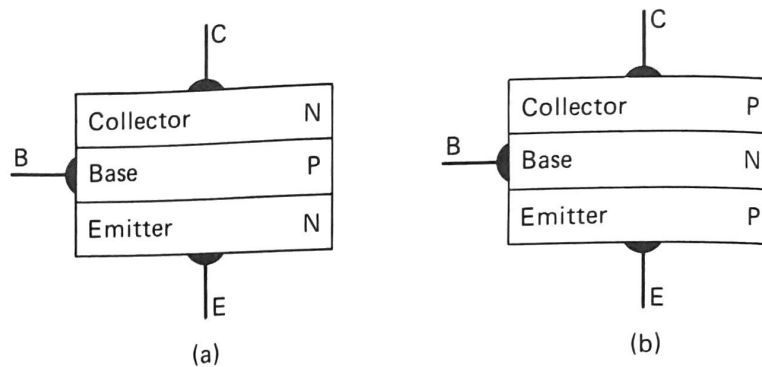 C
Collector N
B
Base P
Emitter N
E
(a)
C
Collector P
B
Base N
Emitter P
E
(b)